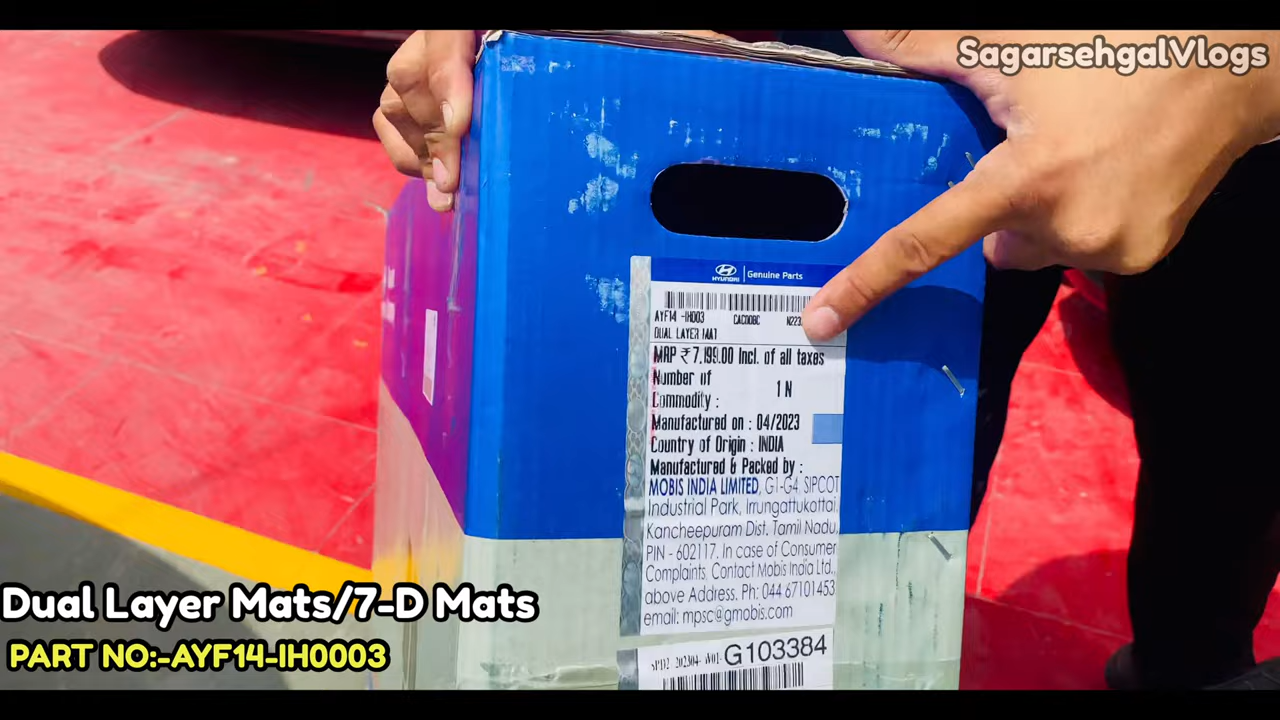 SagarsehgalVlogs
HYUNDAI Genuine Parts
AYF14 -IH003 CAC00BC
DUAL LAYER MAT
MRP ₹ 7,199.00 Incl. of all taxes
Number of
Commodity : 1 N
Manufactured on : 04/2023
Country of Origin : INDIA
Manufactured & Packed by :
MOBIS INDIA LIMITED, G1-G4, SIPCOT
Industrial Park, Irrungattukottai,
Kancheepuram Dist. Tamil Nadu,
PIN - 602117. In case of Consumer
Complaints, Contact Mobis India Ltd.,
above Address. Ph: 044 67101453
email: mpsc@gmobis.com
G103384
Dual Layer Mats/7-D Mats
PART NO:-AYF14-IH0003